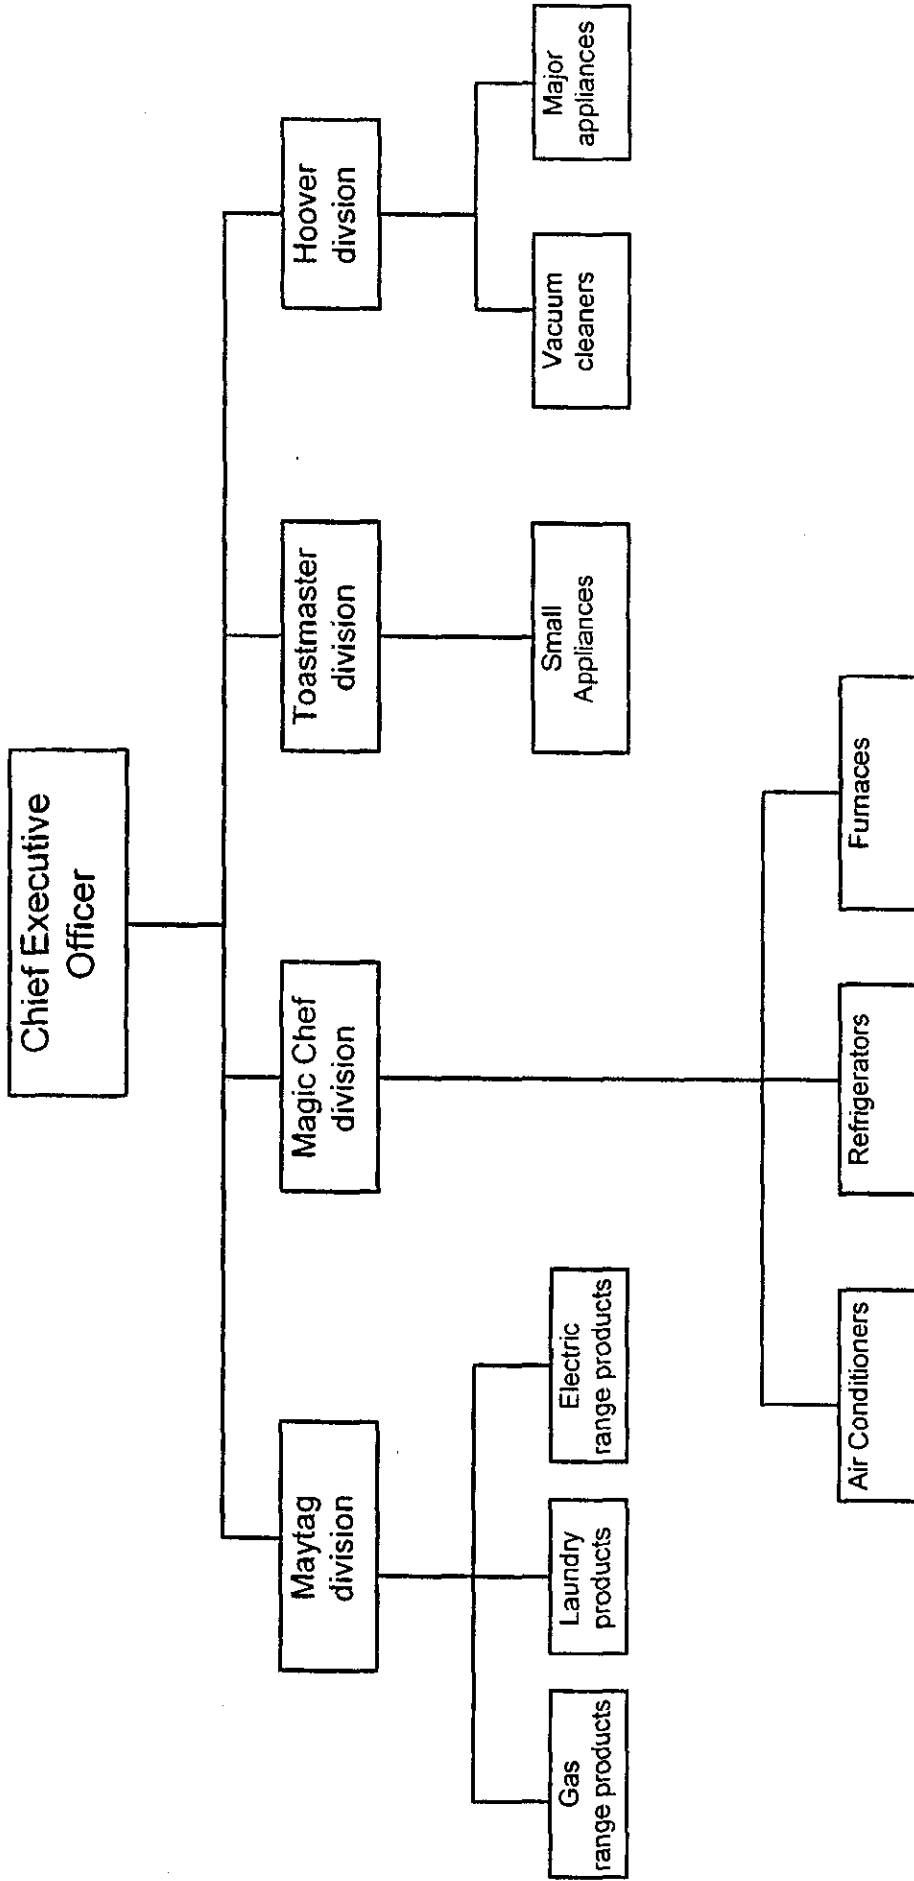 Chief Executive
Officer
Maytag
division
Magic Chef
division
Toastmaster
division
Hoover
divsion
Gas
range products
Laundry
products
Electric
range products
Small
Appliances
Vacuum
cleaners
Major
appliances
Air Conditioners
Refrigerators
Furnaces